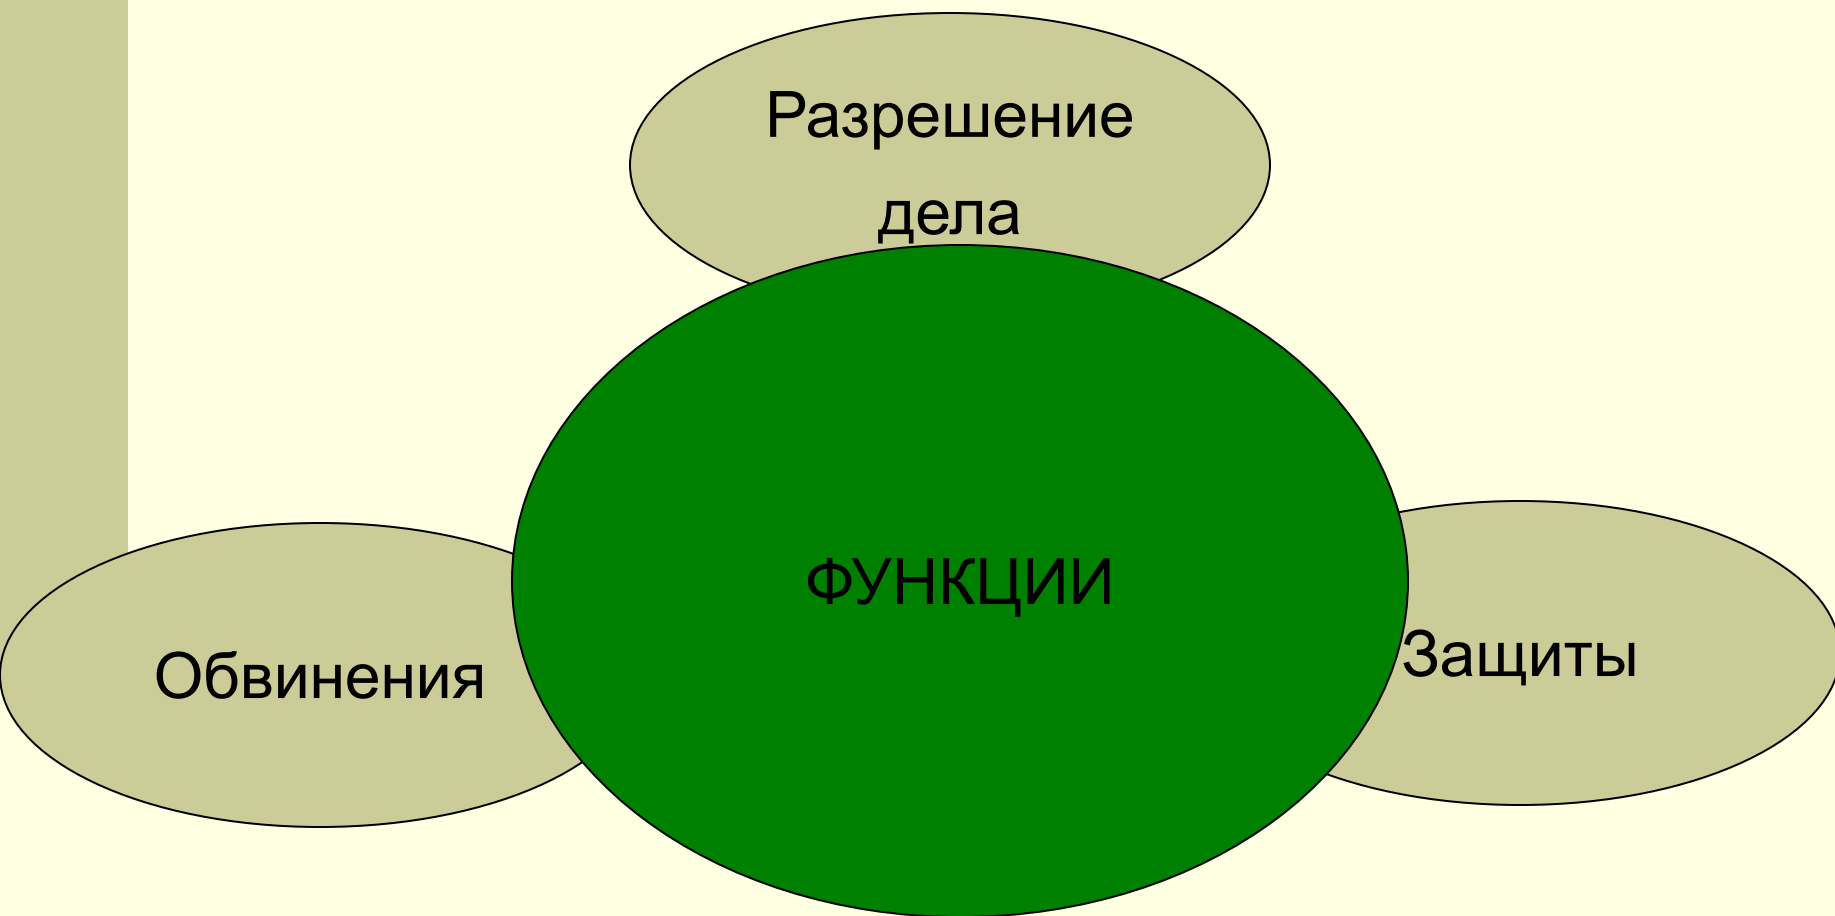 Разрешение
дела
ФУНКЦИИ
Обвинения
Защиты